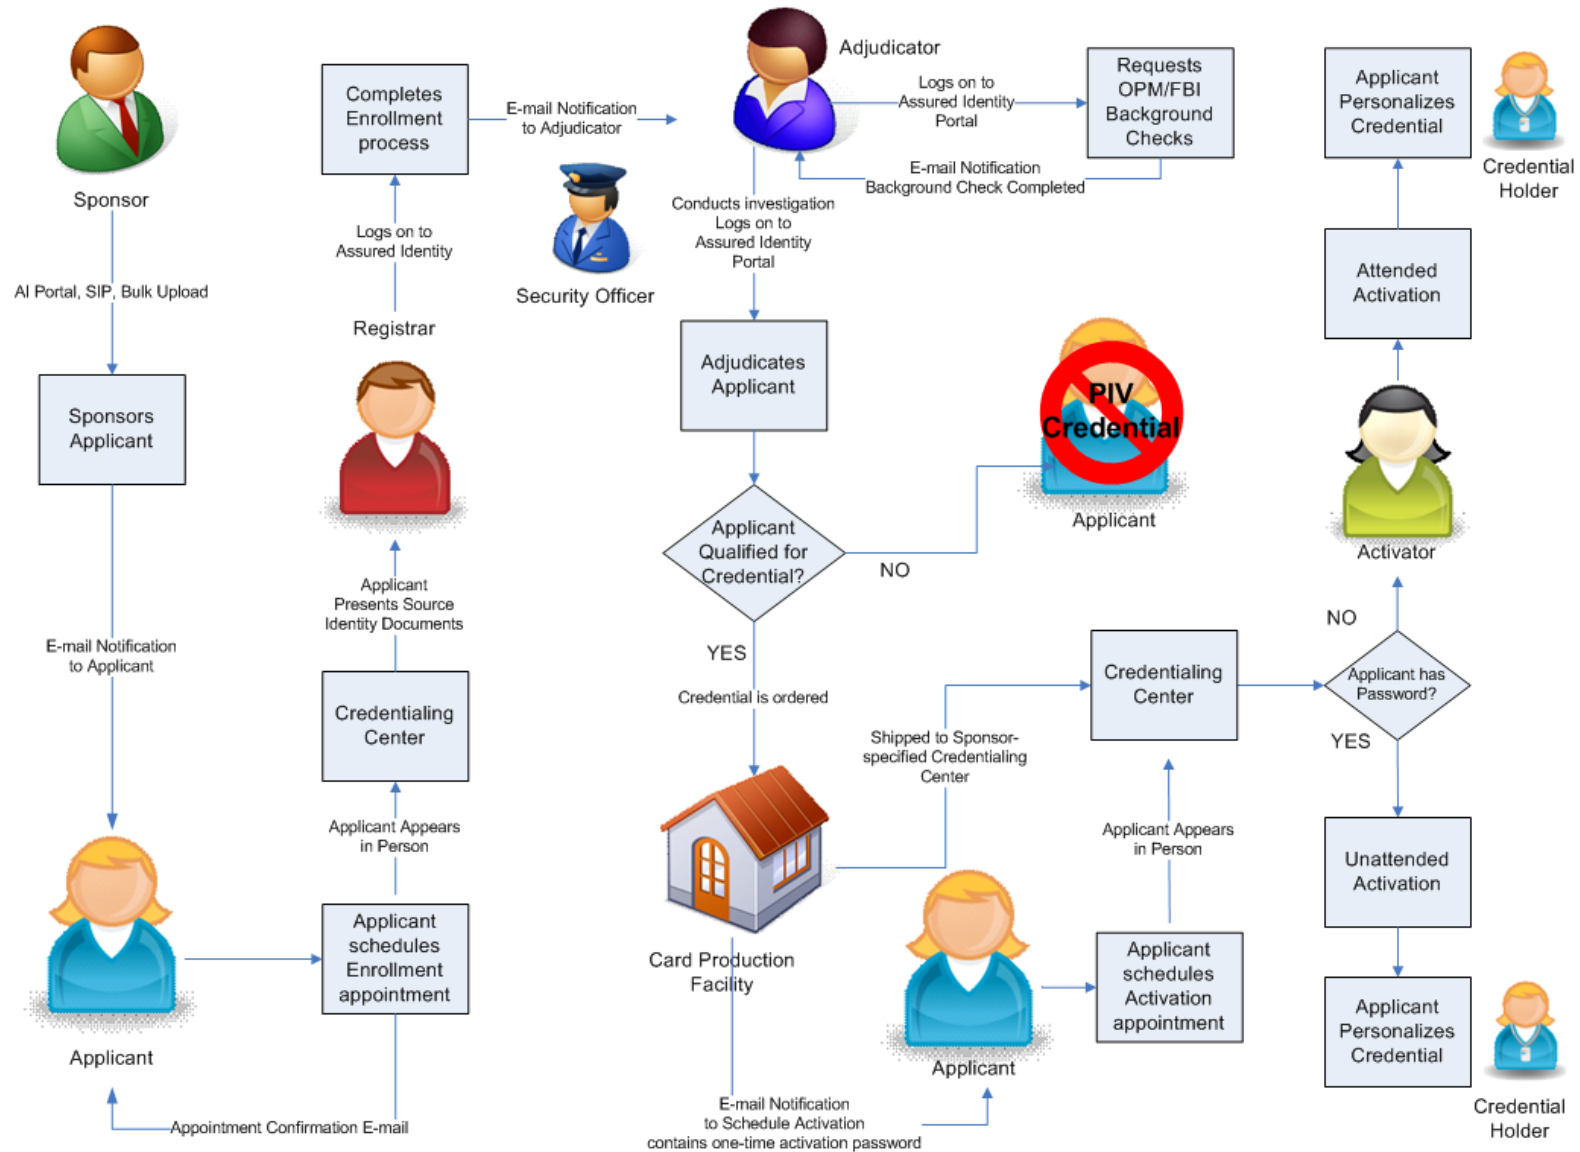 Sponsor
AI Portal, SIP, Bulk Upload
Sponsors
Applicant
E-mail Notification
to Applicant
Applicant
Appointment Confirmation E-mail
Applicant
schedules
Enrollment
appointment
Applicant Appears
in Person
Credentialing
Center
Applicant
Presents Source
Identity Documents
Registrar
Logs on to
Assured Identity
Completes
Enrollment
process
E-mail Notification
to Adjudicator
Security Officer
Adjudicator
Logs on to
Assured Identity
Portal
Requests
OPM/FBI
Background
Checks
E-mail Notification
Background Check Completed
Conducts investigation
Logs on to
Assured Identity
Portal
Adjudicates
Applicant
Applicant
Qualified for
Credential?
NO
PIV
Credential
Applicant
YES
Credential is ordered
Card Production
Facility
Shipped to Sponsor-
specified Credentialing
Center
E-mail Notification
to Schedule Activation
contains one-time activation password
Applicant
Applicant
schedules
Activation
appointment
Applicant Appears
in Person
Credentialing
Center
Applicant has
Password?
NO
Activator
Attended
Activation
Applicant
Personalizes
Credential
Credential
Holder
YES
Unattended
Activation
Applicant
Personalizes
Credential
Credential
Holder